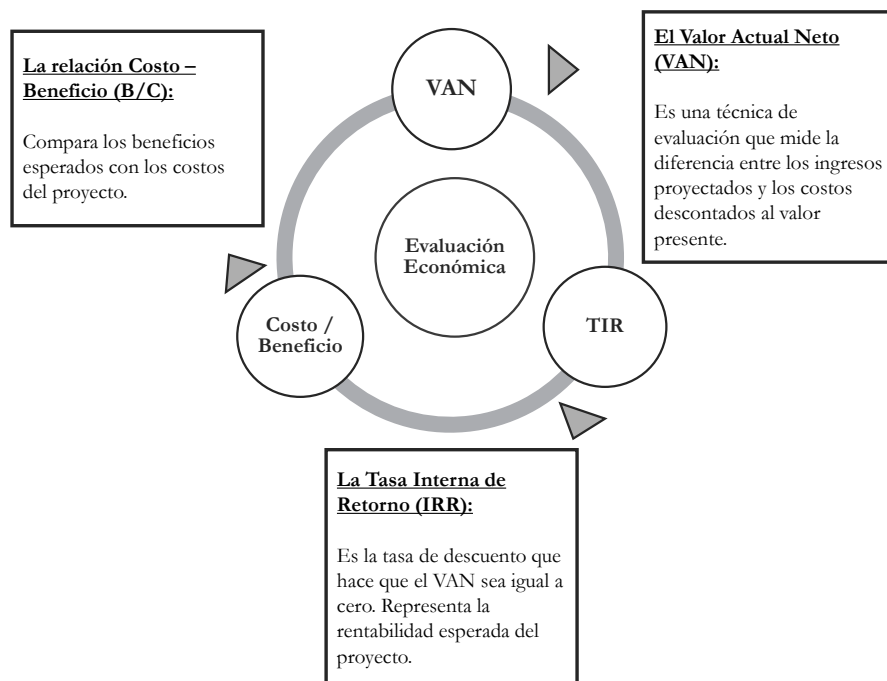 La relación Costo –
Beneficio (B/C):
Compara los beneficios
esperados con los costos
del proyecto.
VAN
El Valor Actual Neto
(VAN):
Es una técnica de
evaluación que mide la
diferencia entre los ingresos
proyectados y los costos
descontados al valor
presente.
Evaluación
Económica
Costo /
Beneficio
TIR
La Tasa Interna de
Retorno (IRR):
Es la tasa de descuento que
hace que el VAN sea igual a
cero. Representa la
rentabilidad esperada del
proyecto.